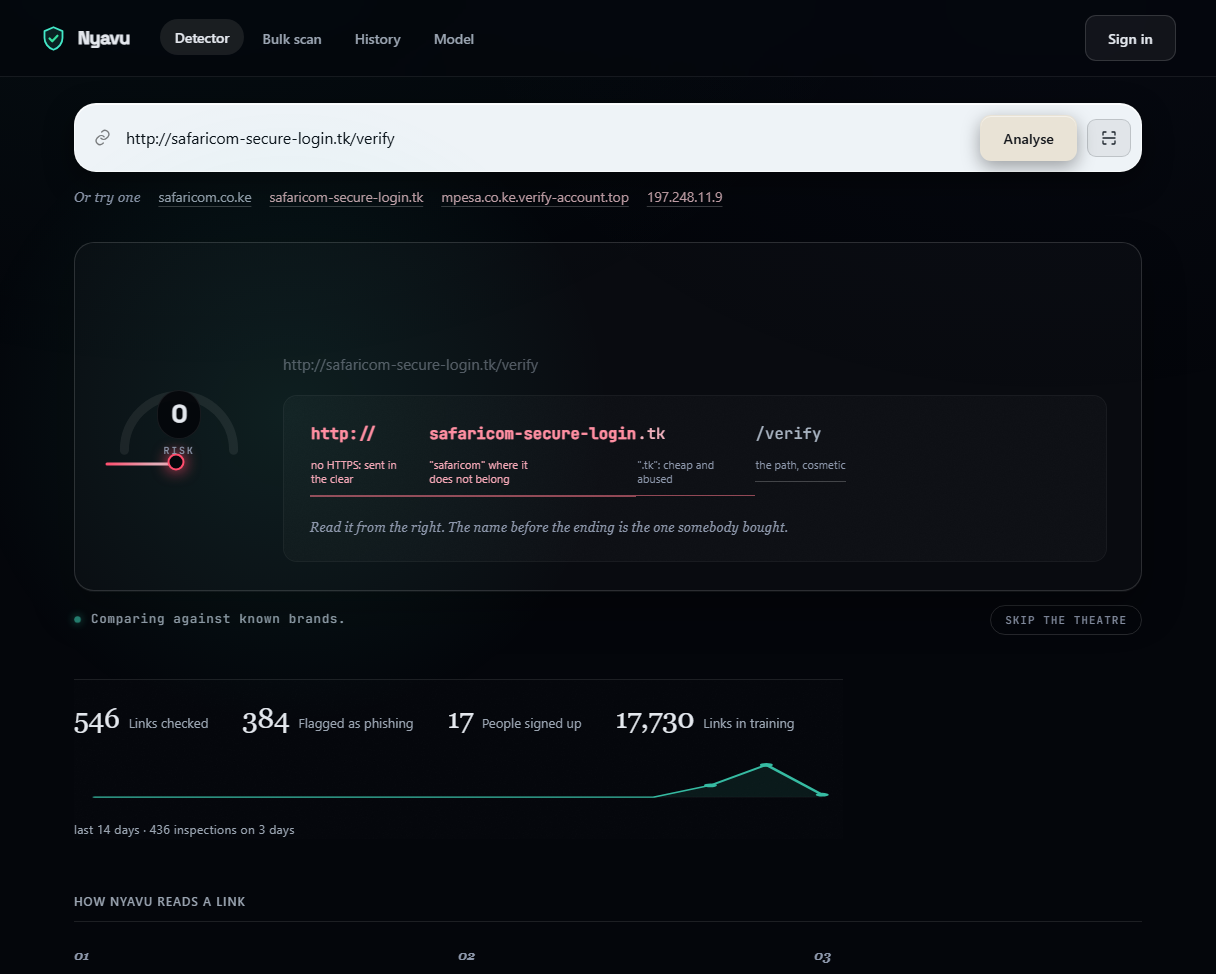 Nyavu
Detector
Bulk scan
History
Model
Sign in
http://safaricom-secure-login.tk/verify
Analyse
Or try one safaricom.co.ke safaricom-secure-login.tk mpesa.co.ke.verify-account.top 197.248.11.9
http://safaricom-secure-login.tk/verify
0
RISK
http:// safaricom-secure-login.tk /verify
no HTTPS: sent in "safaricom" where it ".tk": cheap and the path, cosmetic
the clear does not belong abused
Read it from the right. The name before the ending is the one somebody bought.
Comparing against known brands.
SKIP THE THEATRE
546 Links checked 384 Flagged as phishing 17 People signed up 17,730 Links in training
last 14 days · 436 inspections on 3 days
HOW NYAVU READS A LINK
01 02 03